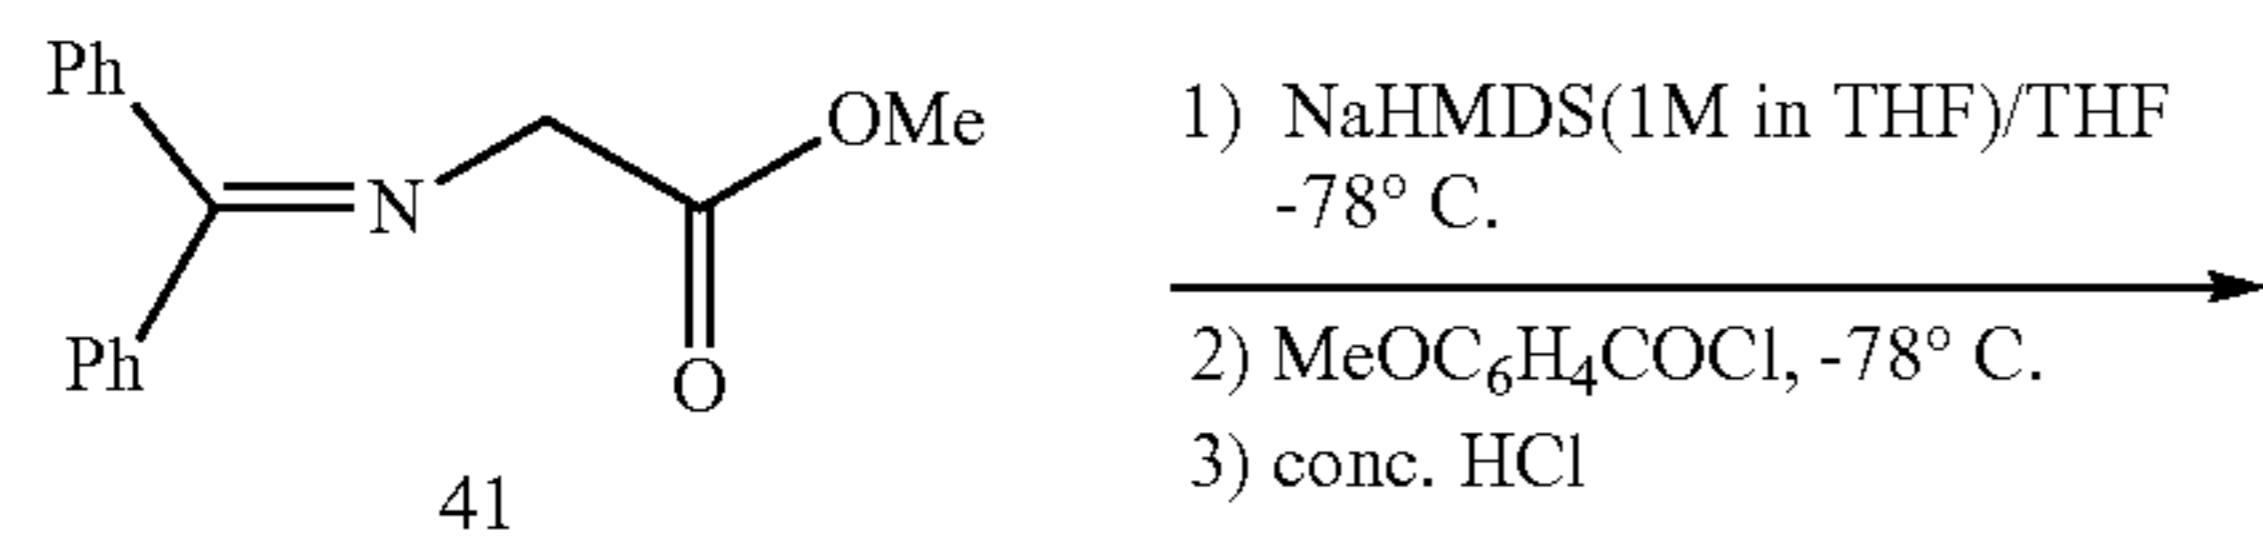 Ph
OMe
N
Ph
O
41
1) NaHMDS(1M in THF)/THF
-78° C.
2) MeOC₆H₄COCl, -78° C.
3) conc. HCl